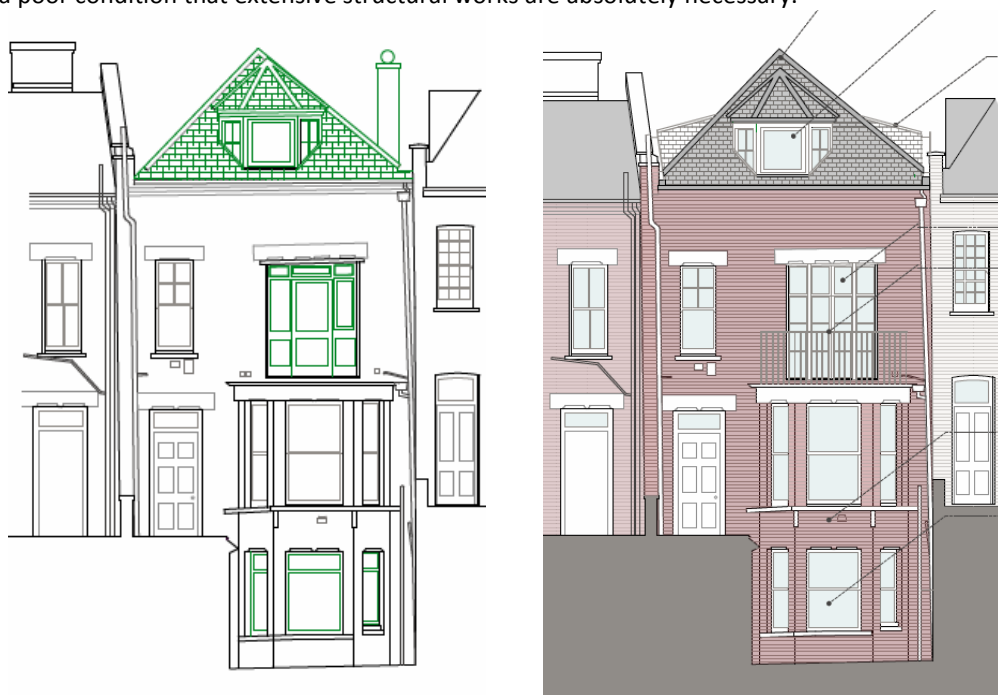 a poor condition that extensive structural works are absolutely necessary.